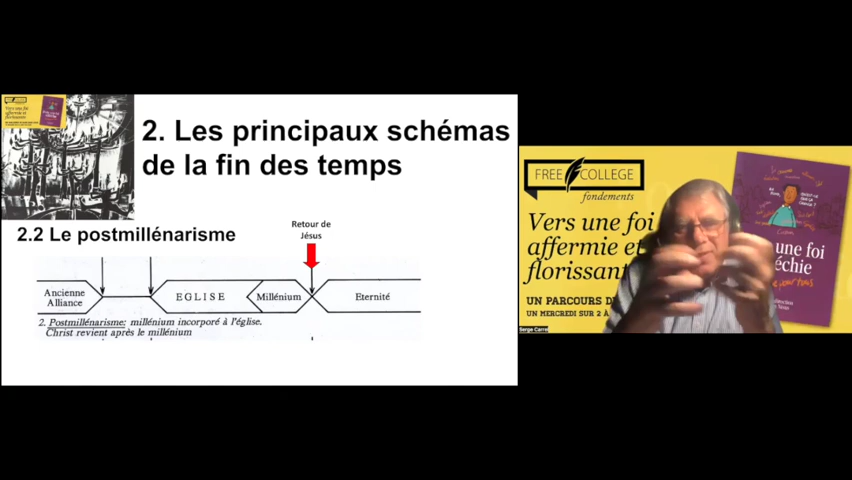 2. Les principaux schémas
de la fin des temps
2.2 Le postmillénarisme
Retour de
Jésus
Ancienne
Alliance
EGLISE
Millénium
Eternité
2. Postmillénarisme: millénium incorporé à l'église.
Christ revient après le millénium
FREE COLLEGE
fondements
Vers une foi
affermie et
florissant
UN PARCOURS D
UN MERCREDI SUR 2 À
Serge Carrel
une foi
échie